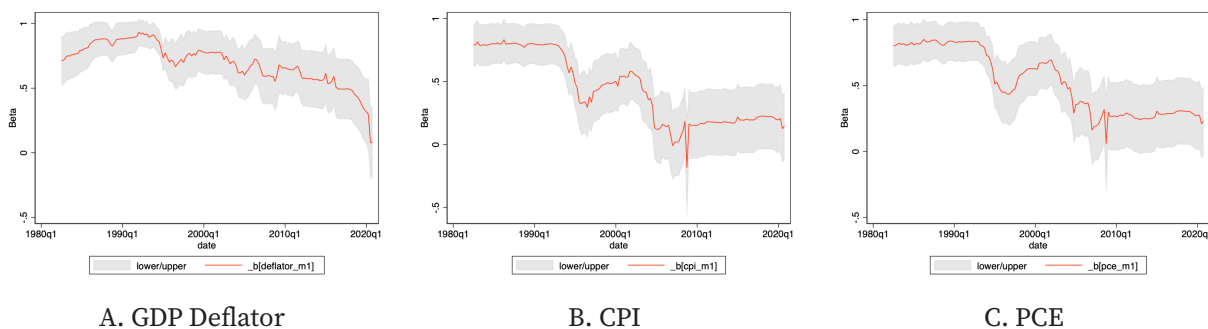 Beta
1
.5
0
-.5
1980q1 1990q1 2000q1 2010q1 2020q1
date
lower/upper _b[deflator_m1]
A. GDP Deflator
Beta
1
.5
0
-.5
1980q1 1990q1 2000q1 2010q1 2020q1
date
lower/upper _b[cpi_m1]
B. CPI
Beta
1
.5
0
-.5
1980q1 1990q1 2000q1 2010q1 2020q
date
lower/upper _b[pce_m1]
C. PCE